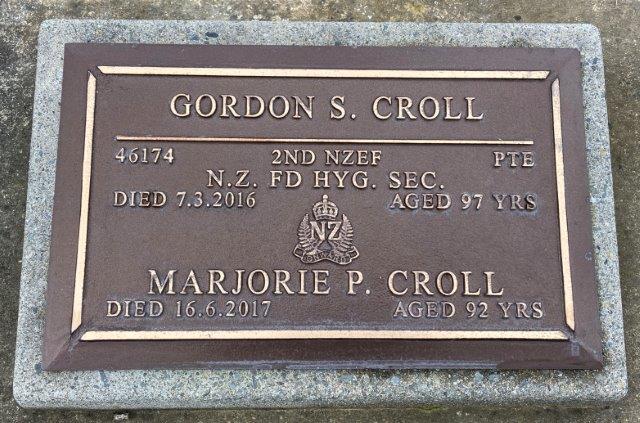 GORDON S. CROLL
46174 2ND NZEF PTE
N.Z. FD HYG. SEC.
DIED 7.3.2016 AGED 97 YRS
NZ
ONWARD
MARJORIE P. CROLL
DIED 16.6.2017 AGED 92 YRS